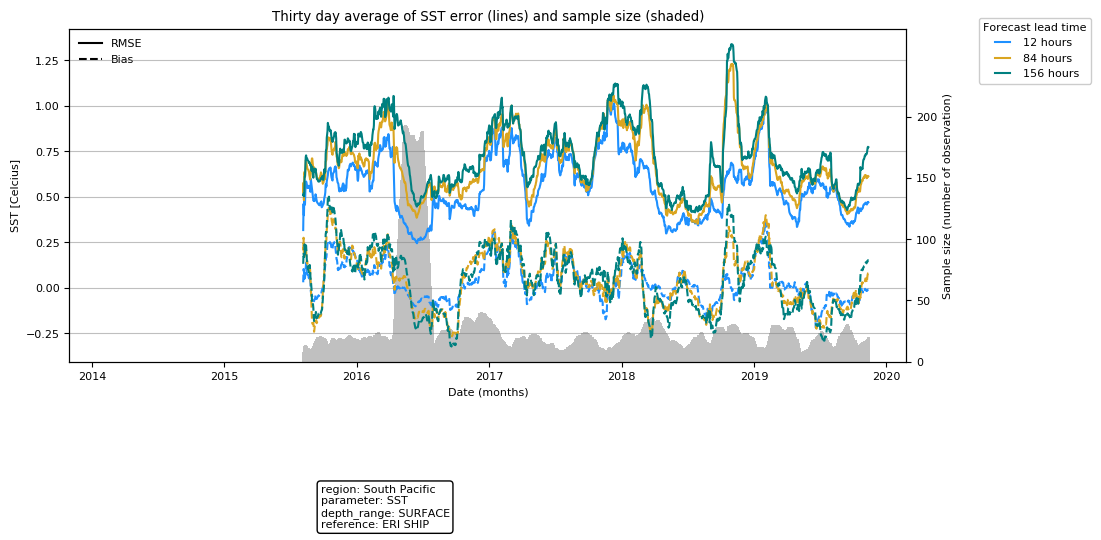 Thirty day average of SST error (lines) and sample size (shaded)
Forecast lead time
12 hours
84 hours
156 hours
RMSE
Bias
SST [Celcius]
1.25
1.00
0.75
0.50
0.25
0.00
−0.25
Sample size (number of observation)
200
150
100
50
0
2014
2015
2016
2017
2018
2019
2020
Date (months)
region: South Pacific
parameter: SST
depth_range: SURFACE
reference: ERI SHIP